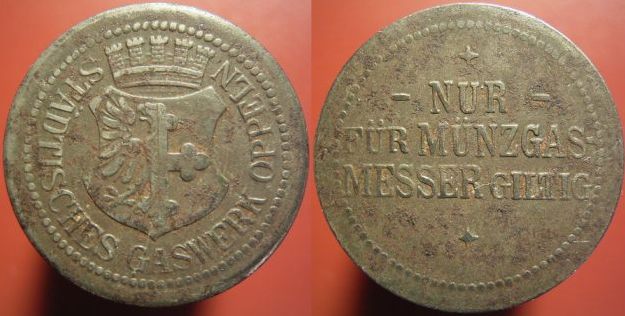 STÄDTISCHES GASWERK OPPELN
- NUR -
FÜR MÜNZGAS
MESSER GILTIG